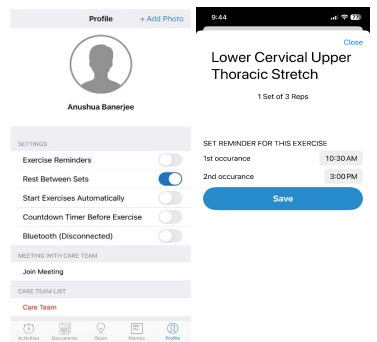 Profile
+ Add Photo
Anushua Banerjee
SETTINGS
Exercise Reminders
Rest Between Sets
Start Exercises Automatically
Countdown Timer Before Exercise
Bluetooth (Disconnected)
MEETING WITH CARE TEAM
Join Meeting
CARE TEAM LIST
Care Team
Activities Documents Goals Memos Profile
9:44
77
Close
Lower Cervical Upper
Thoracic Stretch
1 Set of 3 Reps
SET REMINDER FOR THIS EXERCISE
1st occurance 10:30 AM
2nd occurance 3:00 PM
Save